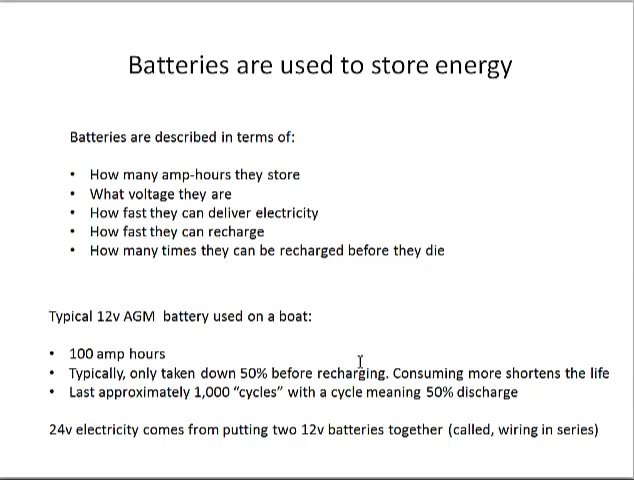 Batteries are used to store energy
Batteries are described in terms of:
• How many amp-hours they store
• What voltage they are
• How fast they can deliver electricity
• How fast they can recharge
• How many times they can be recharged before they die
Typical 12v AGM battery used on a boat:
• 100 amp hours
• Typically, only taken down 50% before recharging. Consuming more shortens the life
• Last approximately 1,000 “cycles” with a cycle meaning 50% discharge
24v electricity comes from putting two 12v batteries together (called, wiring in series)